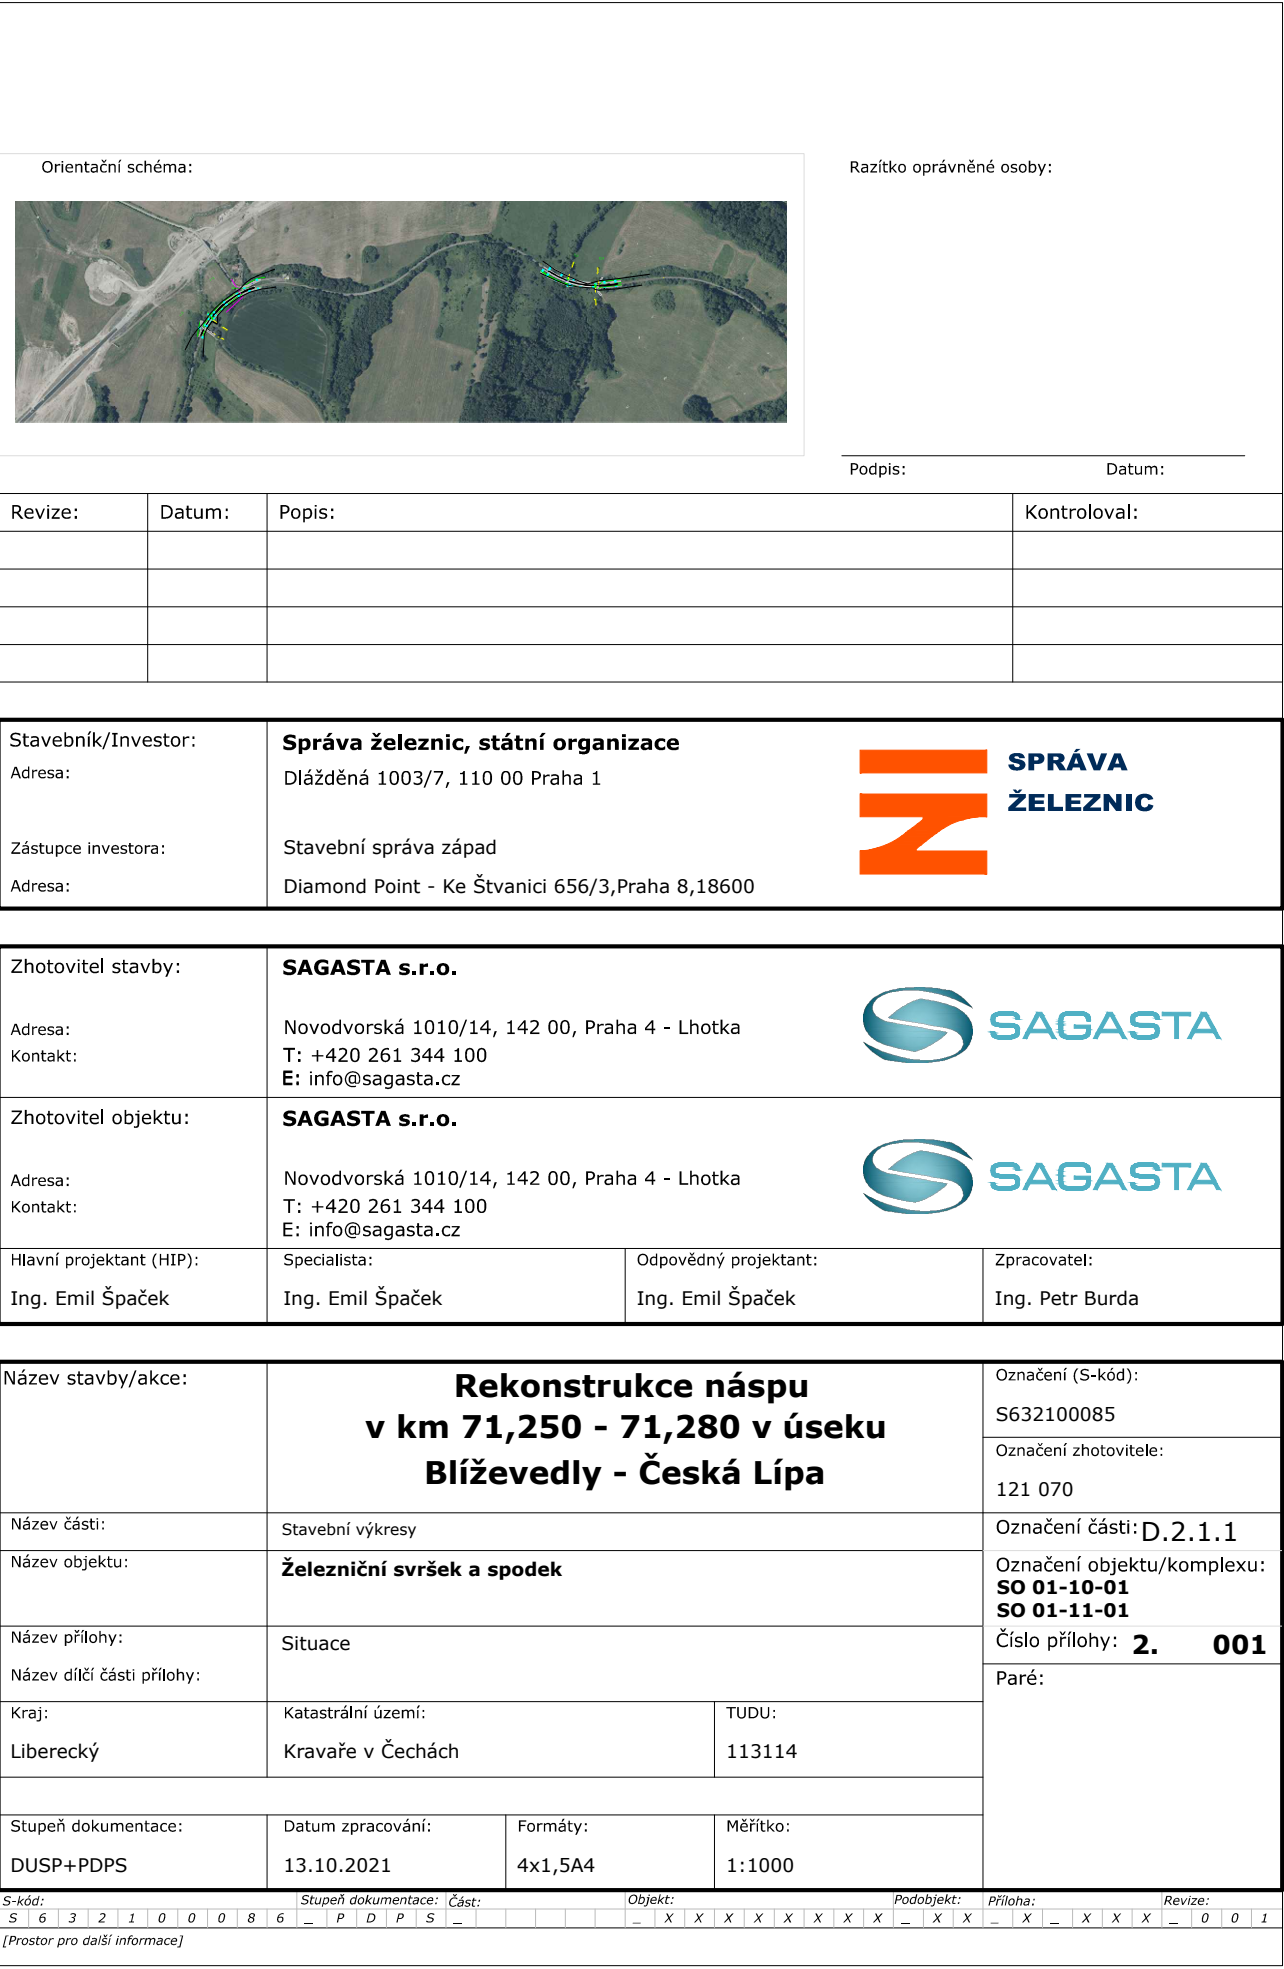 Orientační schéma:
Razítko oprávněné osoby:
Podpis: Datum:
Revize: Datum: Popis: Kontroloval:
Stavebník/Investor: Správa železnic, státní organizace
Adresa: Dlážděná 1003/7, 110 00 Praha 1
SPRÁVA
ŽELEZNIC
Zástupce investora: Stavební správa západ
Adresa: Diamond Point - Ke Štvanici 656/3,Praha 8,18600
Zhotovitel stavby: SAGASTA s.r.o.
SAGASTA
Adresa: Novodvorská 1010/14, 142 00, Praha 4 - Lhotka
Kontakt: T: +420 261 344 100
E: info@sagasta.cz
Zhotovitel objektu: SAGASTA s.r.o.
SAGASTA
Adresa: Novodvorská 1010/14, 142 00, Praha 4 - Lhotka
Kontakt: T: +420 261 344 100
E: info@sagasta.cz
Hlavní projektant (HIP): Specialista: Odpovědný projektant: Zpracovatel:
Ing. Emil Špaček Ing. Emil Špaček Ing. Emil Špaček Ing. Petr Burda
Název stavby/akce:
Rekonstrukce náspu
v km 71,250 - 71,280 v úseku
Blíževedly - Česká Lípa
Označení (S-kód):
S632100085
Označení zhotovitele:
121 070
Název části: Stavební výkresy
Označení části: D.2.1.1
Název objektu: Železniční svršek a spodek
Označení objektu/komplexu:
SO 01-10-01
SO 01-11-01
Název přílohy: Situace
Číslo přílohy: 2. 001
Název dílčí části přílohy:
Paré:
Kraj: Katastrální území: TUDU:
Liberecký Kravaře v Čechách 113114
Stupeň dokumentace: Datum zpracování: Formáty: Měřítko:
DUSP+PDPS 13.10.2021 4x1,5A4 1:1000
S-kód: Stupeň dokumentace: Část: Objekt: Podobjekt: Příloha: Revize:
S 6 3 2 1 0 0 0 8 6 _ P D P S _ _ X X X X X X X X _ X X _ X _ X X X _ 0 0 1
[Prostor pro další informace]